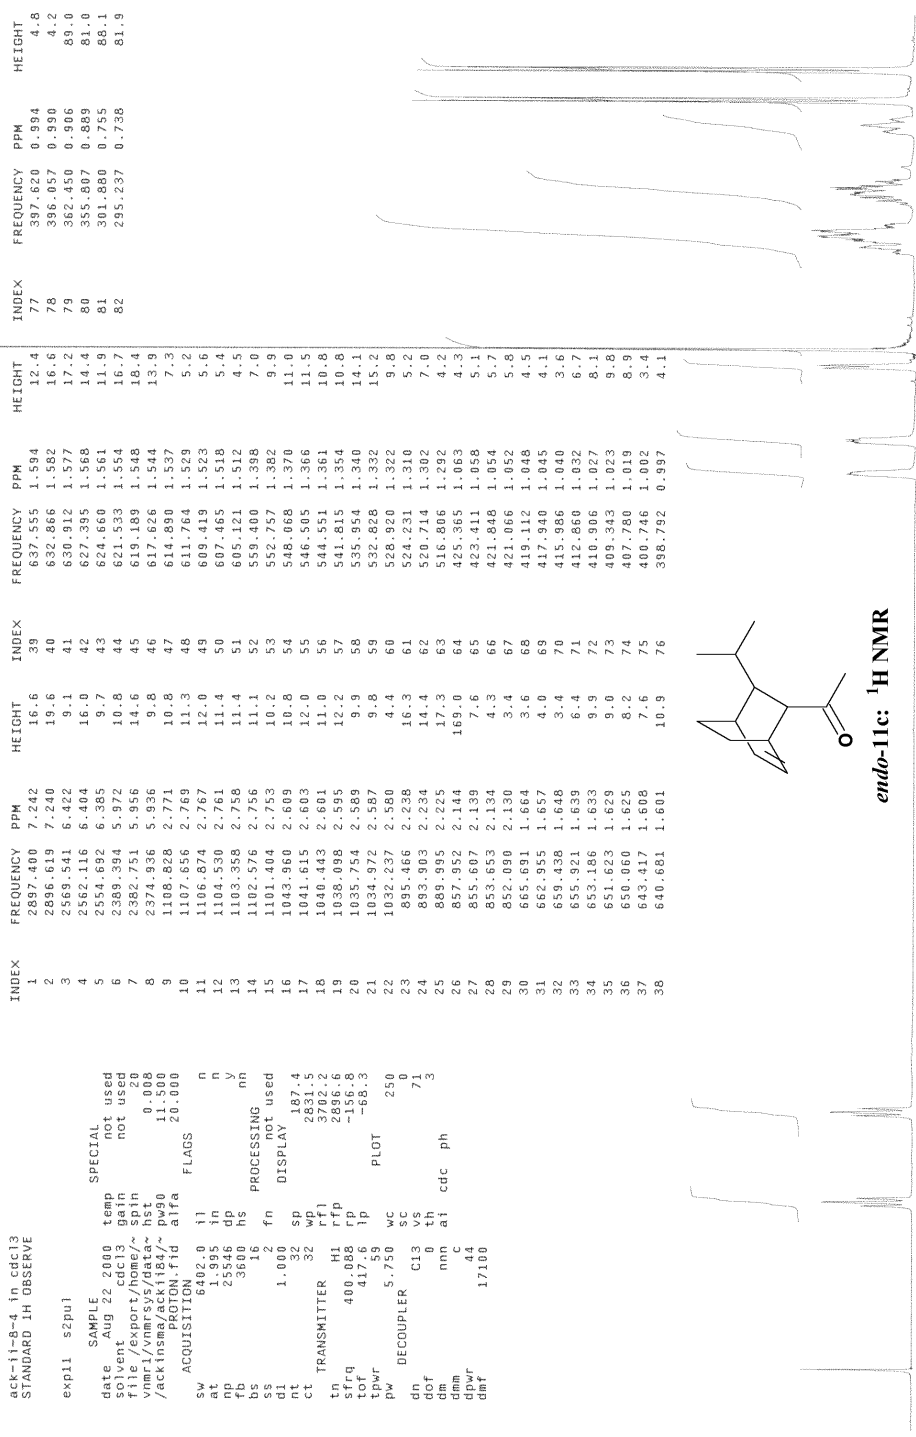 ack-ii-8-4 in cdcl3
STANDARD 1H OBSERVE
exp11 s2pul
SAMPLE
date Aug 22 2000
solvent cdcl3
file /export/home/~
vnmr1/vnmrsys/data~
/ackinsma/ackii84/~
PROTON.fid
ACQUISITION
sw 6402.0
at 1.995
np 25546
fb 3600
bs 16
ss 2
d1 1.000
nt 32
ct 32
TRANSMITTER
tn H1
sfrq 400.088
tof 417.6
tpwr 59
pw 5.750
DECOUPLER
dn C13
dof 0
dm nnn
dmm c
dpwr 44
dmf 17100
SPECIAL
temp not used
gain not used
spin 20
hst 0.008
pw90 11.500
alfa 20.000
FLAGS
il n
in n
dp y
hs nn
PROCESSING
fn not used
DISPLAY
sp 187.4
wp 2831.5
rfl 3702.2
rfp 2896.6
rp -156.8
lp -68.3
PLOT
wc 250
sc 0
vs 71
th 3
ai cdc ph
INDEX FREQUENCY PPM HEIGHT
1 2897.400 7.242 16.6
2 2896.619 7.240 19.6
3 2569.541 6.422 9.1
4 2562.116 6.404 16.0
5 2554.692 6.385 9.7
6 2389.394 5.972 10.8
7 2382.751 5.956 14.6
8 2374.936 5.936 9.8
9 1108.828 2.771 10.8
10 1107.656 2.769 11.3
11 1106.874 2.767 12.0
12 1104.530 2.761 11.4
13 1103.358 2.758 11.4
14 1102.576 2.756 11.1
15 1101.404 2.753 10.2
16 1043.960 2.609 10.8
17 1041.615 2.603 12.0
18 1040.443 2.601 11.0
19 1038.098 2.595 12.2
20 1035.754 2.589 9.9
21 1034.972 2.587 9.8
22 1032.237 2.580 4.4
23 895.466 2.238 16.3
24 893.903 2.234 14.4
25 889.995 2.225 17.3
26 857.952 2.144 169.0
27 855.607 2.139 7.6
28 853.653 2.134 4.3
29 852.090 2.130 3.4
30 665.691 1.664 3.6
31 662.955 1.657 4.0
32 659.438 1.648 3.4
33 655.921 1.639 6.4
34 653.186 1.633 9.9
35 651.623 1.629 9.0
36 650.060 1.625 8.2
37 643.417 1.608 7.6
38 640.681 1.601 10.9
INDEX FREQUENCY PPM HEIGHT
39 637.555 1.594 12.4
40 632.866 1.582 16.6
41 630.912 1.577 17.2
42 627.395 1.568 14.4
43 624.660 1.561 11.9
44 621.533 1.554 16.7
45 619.189 1.548 18.4
46 617.626 1.544 13.9
47 614.890 1.537 7.3
48 611.764 1.529 5.2
49 609.419 1.523 5.6
50 607.465 1.518 5.4
51 605.121 1.512 4.5
52 559.400 1.398 7.0
53 552.757 1.382 9.9
54 548.068 1.370 11.0
55 546.505 1.366 11.5
56 544.551 1.361 10.8
57 541.815 1.354 10.8
58 535.954 1.340 14.1
59 532.828 1.332 15.2
60 528.920 1.322 9.8
61 524.231 1.310 5.2
62 520.714 1.302 7.0
63 516.806 1.292 4.2
64 425.365 1.063 4.3
65 423.411 1.058 5.1
66 421.848 1.054 5.7
67 421.066 1.052 5.8
68 419.112 1.048 4.5
69 417.940 1.045 4.1
70 415.986 1.040 3.6
71 412.860 1.032 6.7
72 410.906 1.027 8.1
73 409.343 1.023 9.8
74 407.780 1.019 8.9
75 400.746 1.002 3.4
76 398.792 0.997 4.1
INDEX FREQUENCY PPM HEIGHT
77 397.620 0.994 4.8
78 396.057 0.990 4.2
79 362.450 0.906 89.0
80 355.807 0.889 81.0
81 301.880 0.755 88.1
82 295.237 0.738 81.9
O
endo-11c: ¹H NMR